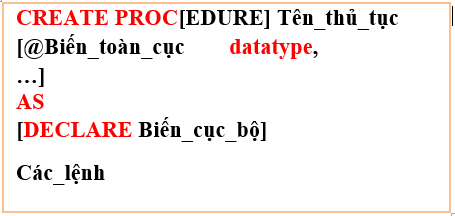 CREATE PROC[EDURE] Tên_thủ_tục
[@Biến_toàn_cục datatype,
…]
AS
[DECLARE Biến_cục_bộ]
Các_lệnh